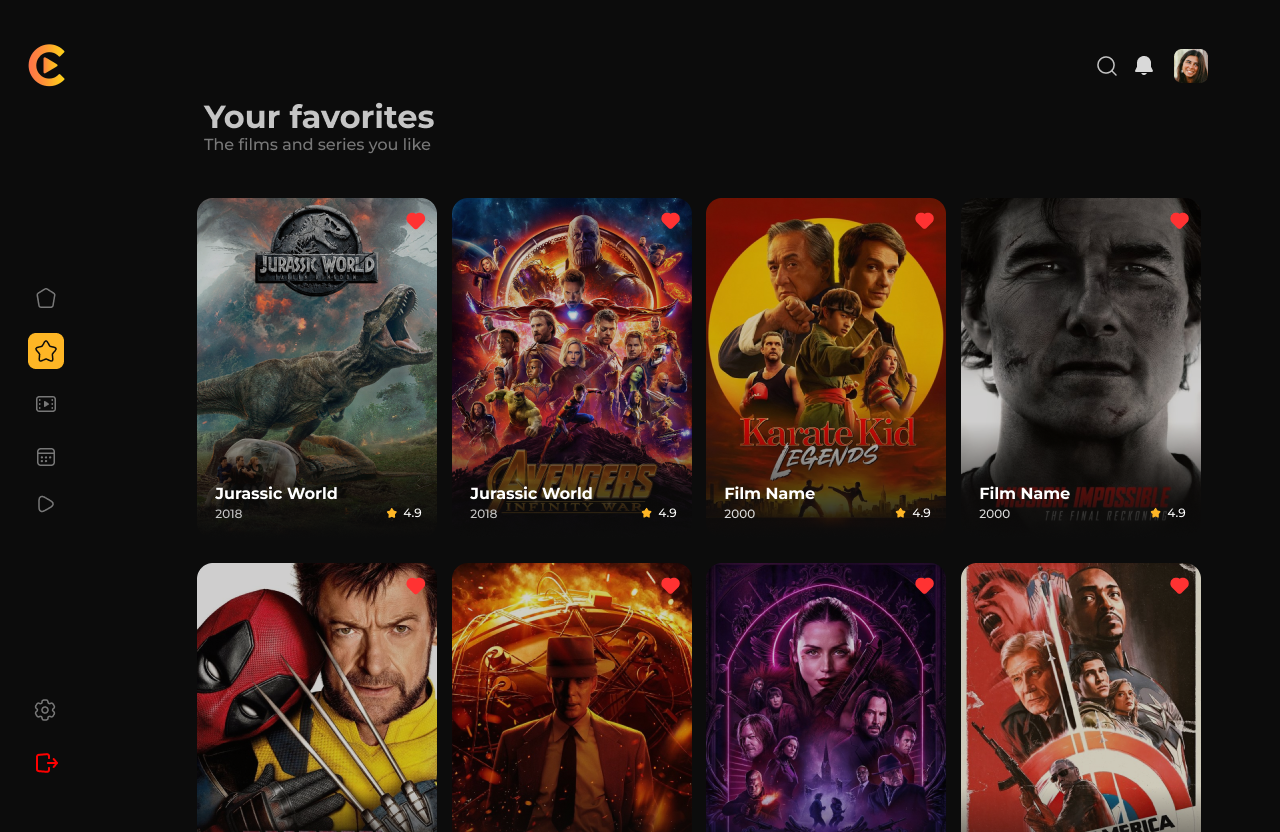 Your favorites
The films and series you like
JURASSIC WORLD
Jurassic World
2018
4.9
AVENGERS
INFINITY WAR
Jurassic World
2018
4.9
Karate Kid
LEGENDS
Film Name
2000
4.9
MISSION: IMPOSSIBLE
THE FINAL RECKONING
Film Name
2000
4.9
MERICA